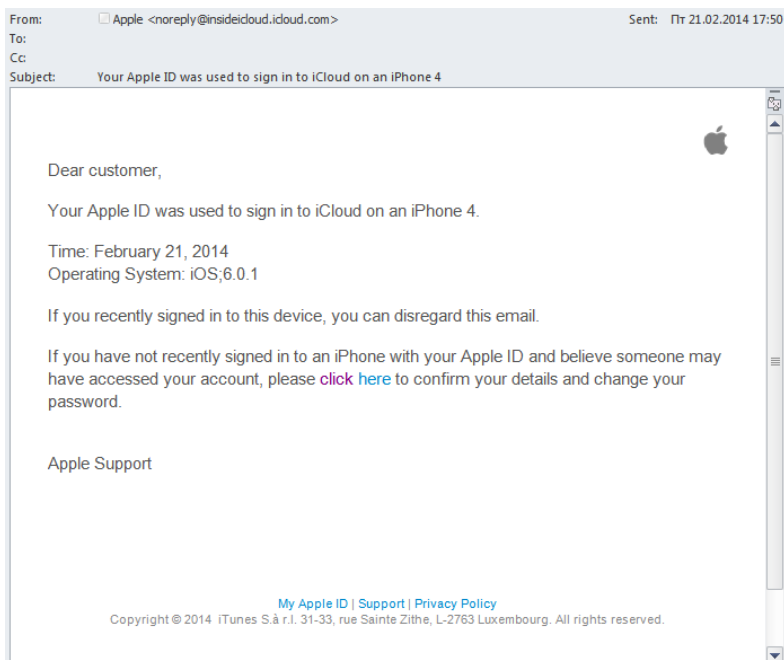 From: Apple <noreply@insideicloud.icloud.com> Sent: Пт 21.02.2014 17:50
To:
Cc:
Subject: Your Apple ID was used to sign in to iCloud on an iPhone 4
Dear customer,
Your Apple ID was used to sign in to iCloud on an iPhone 4.
Time: February 21, 2014
Operating System: iOS;6.0.1
If you recently signed in to this device, you can disregard this email.
If you have not recently signed in to an iPhone with your Apple ID and believe someone may
have accessed your account, please click here to confirm your details and change your
password.
Apple Support
My Apple ID | Support | Privacy Policy
Copyright © 2014 iTunes S.à r.l. 31-33, rue Sainte Zithe, L-2763 Luxembourg. All rights reserved.